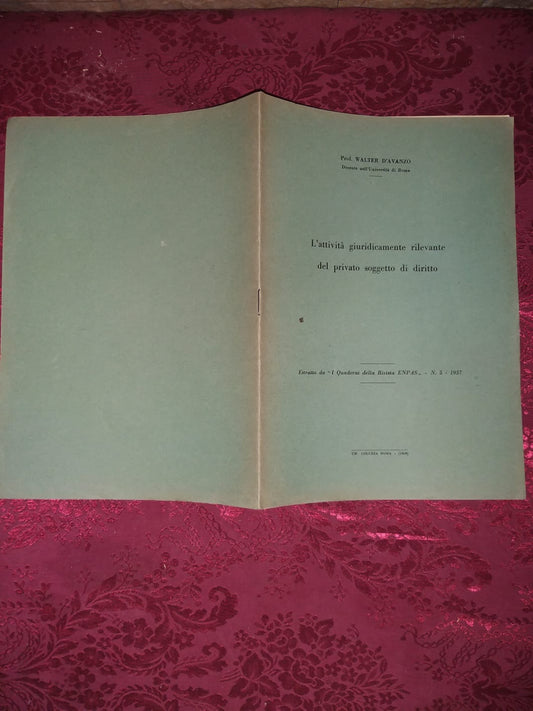 Prof. WALTER D'AVANZO
Docente nell'Università di Roma
L'attività giuridicamente rilevante
del privato soggetto di diritto
Estratto da "I Quaderni della Rivista ENPAS„ - N. 5 - 1957
ROMA